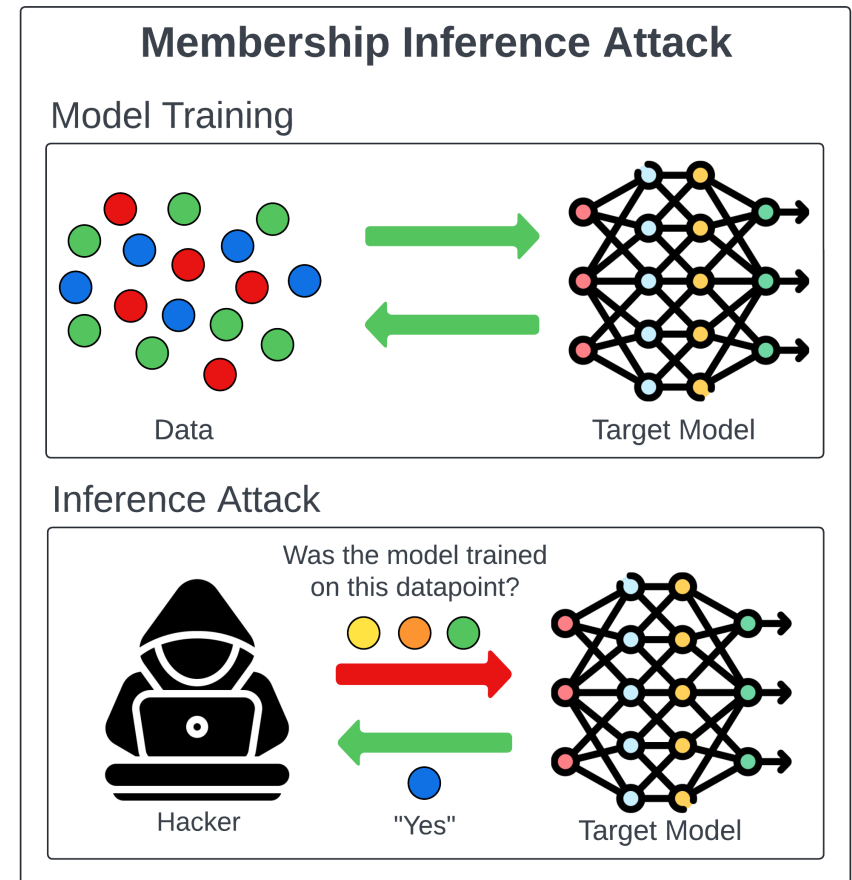 Membership Inference Attack
Model Training
Data
Target Model
Inference Attack
Was the model trained
on this datapoint?
Hacker
"Yes"
Target Model